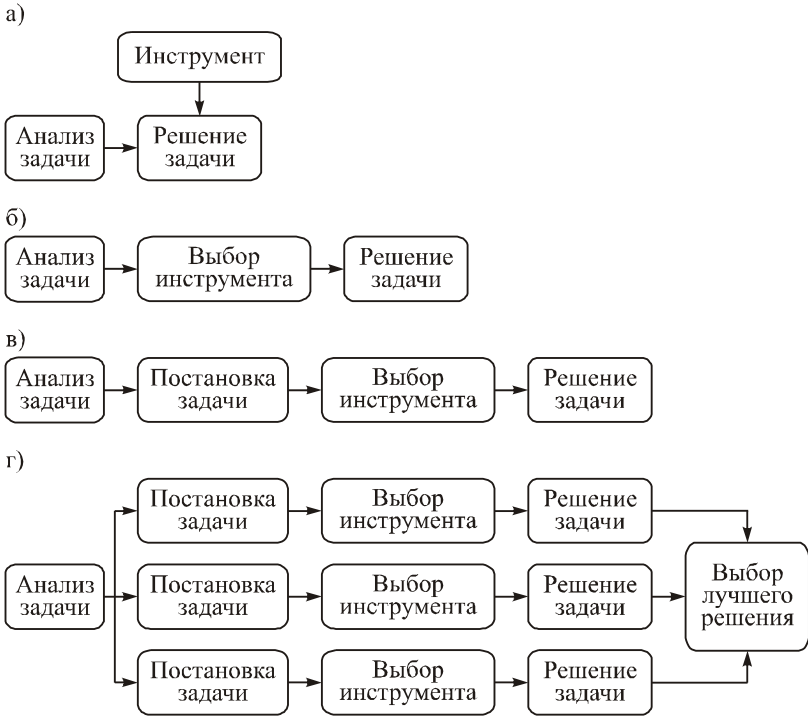 а)
Инструмент
Анализ
задачи
Решение
задачи
б)
Анализ
задачи
Выбор
инструмента
Решение
задачи
в)
Анализ
задачи
Постановка
задачи
Выбор
инструмента
Решение
задачи
г)
Постановка
задачи
Выбор
инструмента
Решение
задачи
Анализ
задачи
Постановка
задачи
Выбор
инструмента
Решение
задачи
Выбор
лучшего
решения
Постановка
задачи
Выбор
инструмента
Решение
задачи